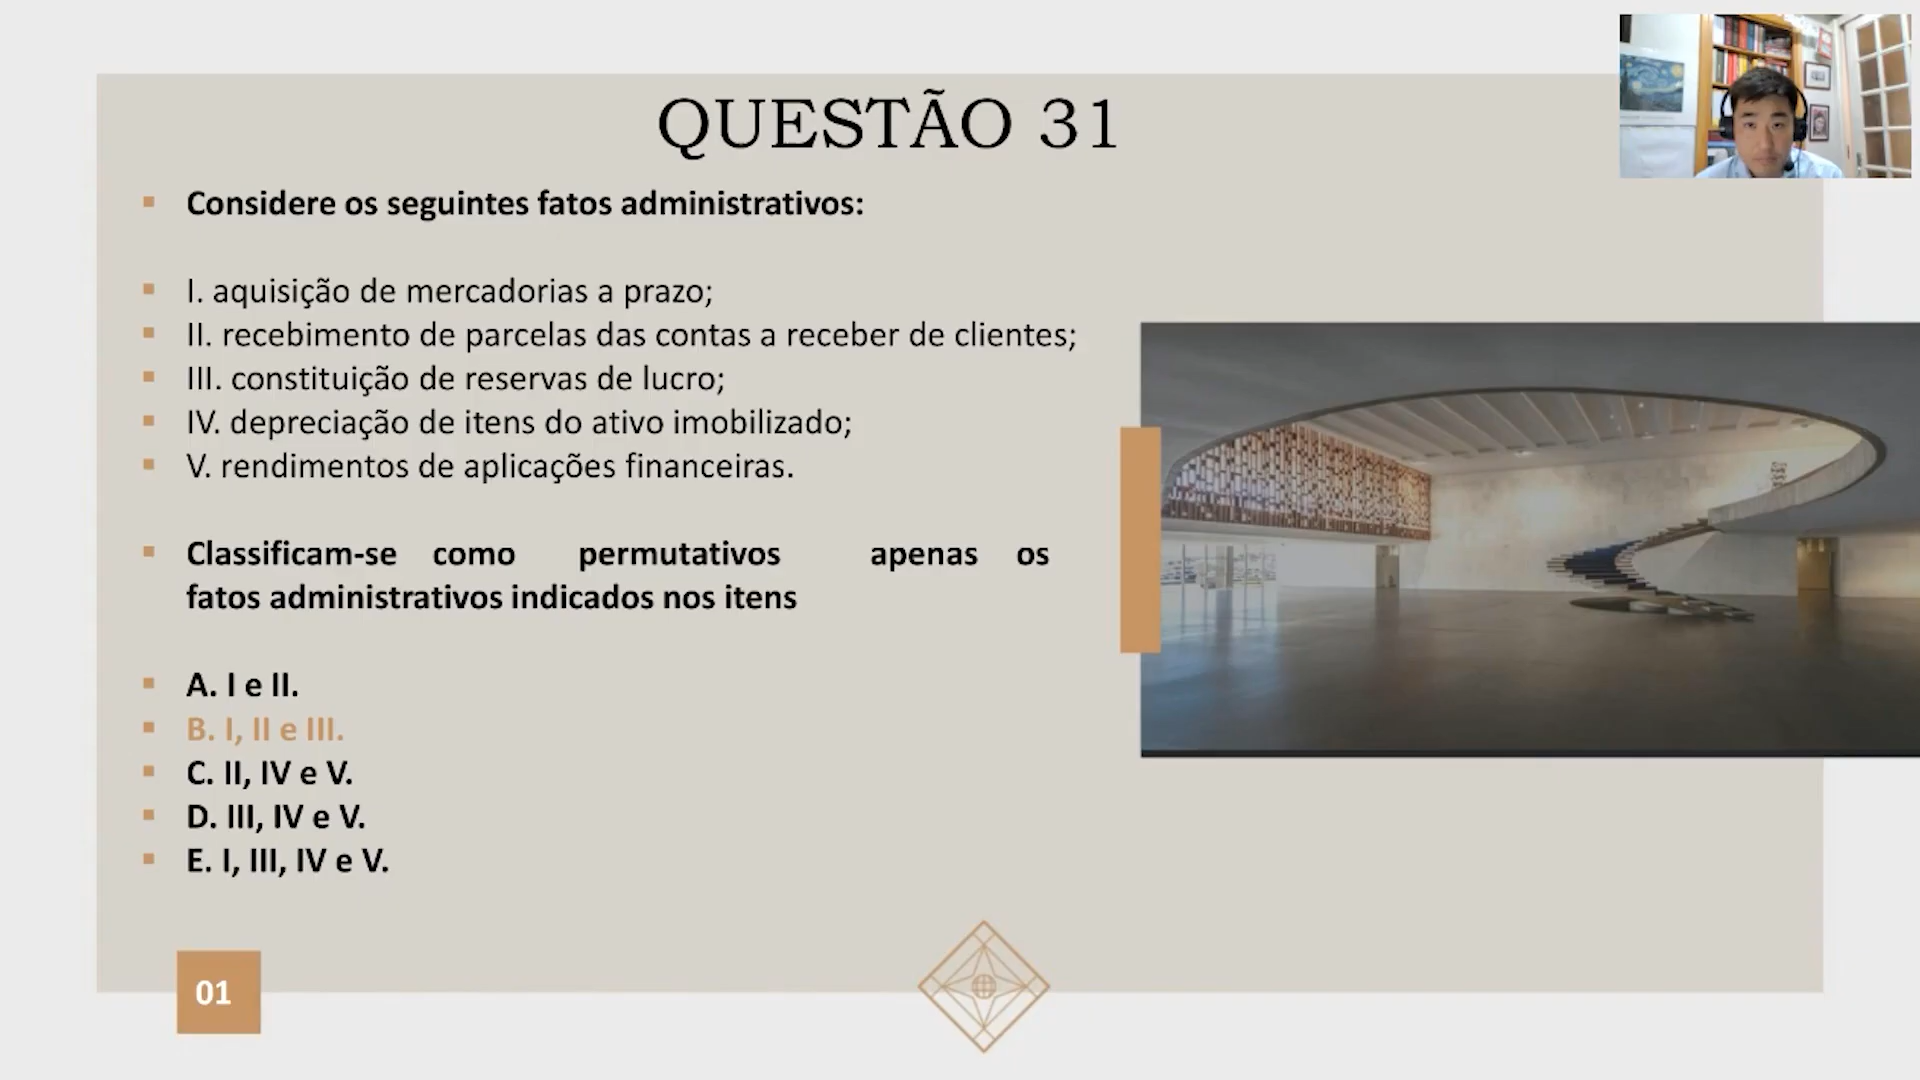 QUESTÃO 31
Considere os seguintes fatos administrativos:
I. aquisição de mercadorias a prazo;
II. recebimento de parcelas das contas a receber de clientes;
III. constituição de reservas de lucro;
IV. depreciação de itens do ativo imobilizado;
V. rendimentos de aplicações financeiras.
Classificam-se como permutativos apenas os
fatos administrativos indicados nos itens
A. I e II.
B. I, II e III.
C. II, IV e V.
D. III, IV e V.
E. I, III, IV e V.
01